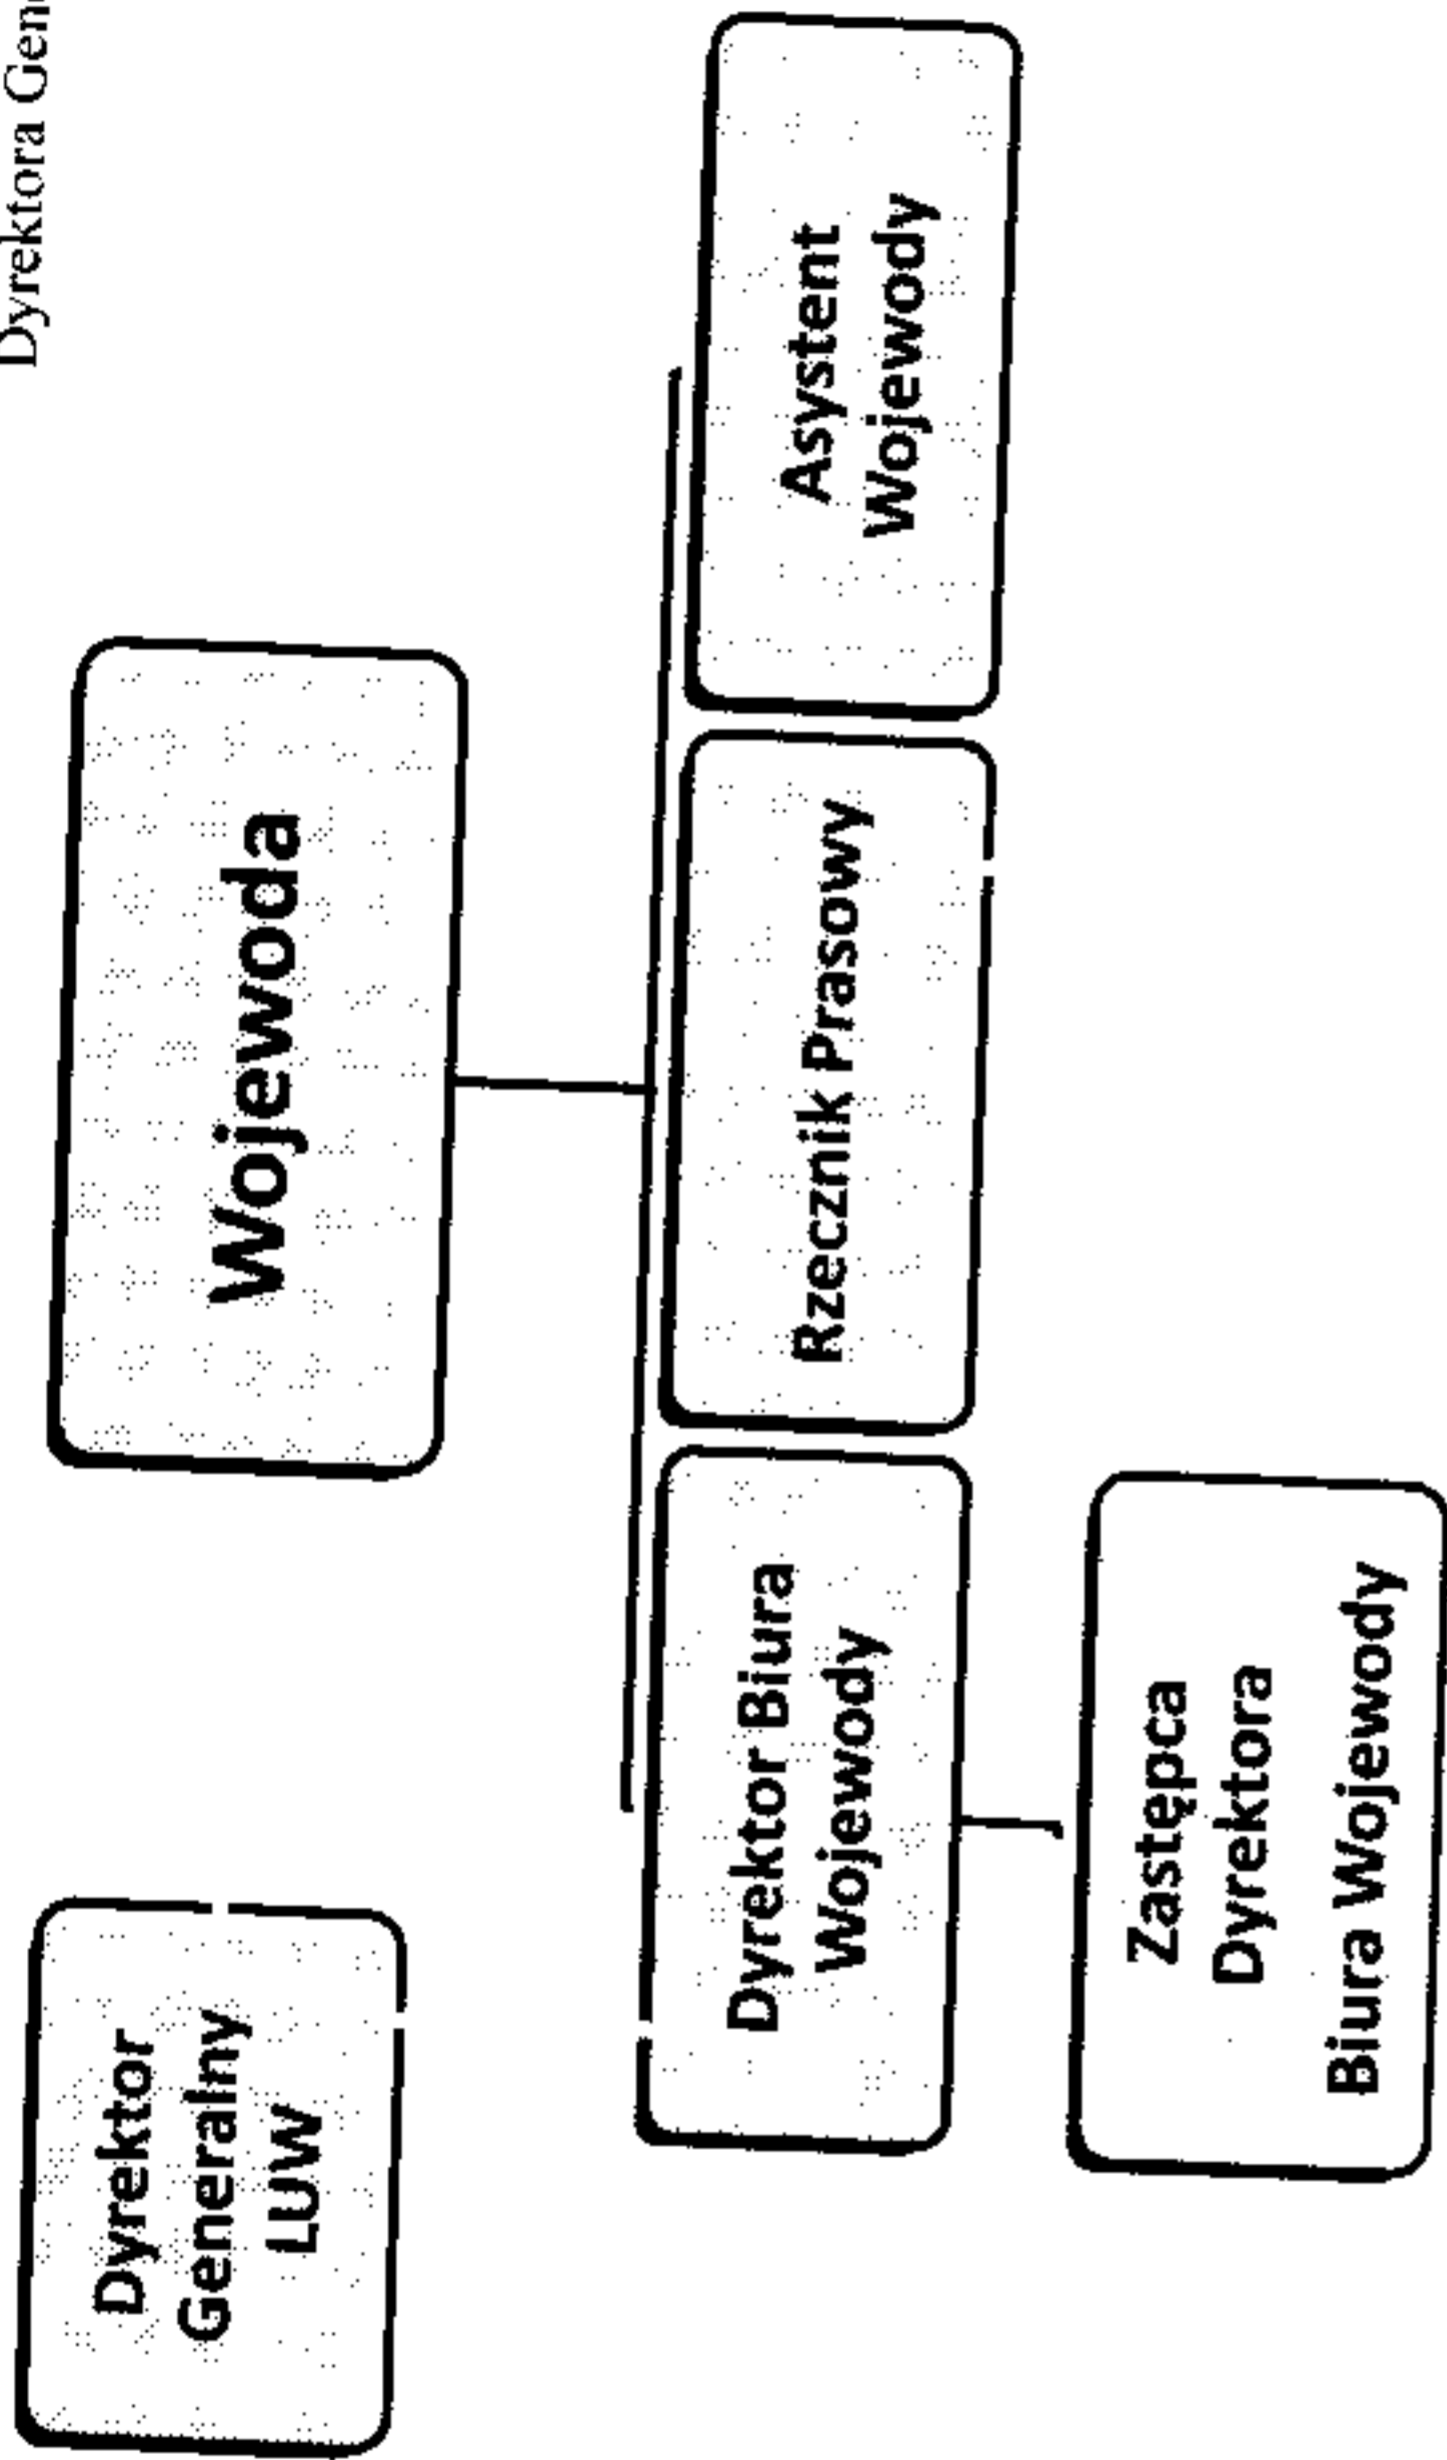 Dyrektora Gen
Dyrektor
Generalny
LUW
Wojewoda
Dyrektor Biura
Wojewody
Rzecznik Prasowy
Asystent
Wojewody
Zastępca
Dyrektora
Biura Wojewody